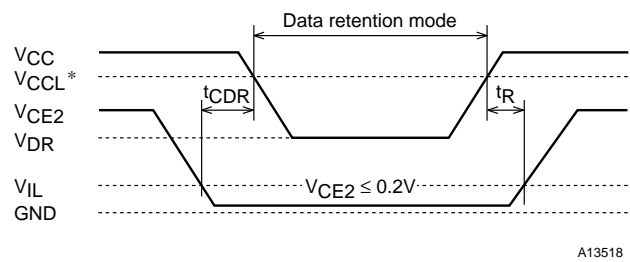 Data retention mode
VCC
VCCL*
tCDR
tR
VCE2
VDR
VIL
VCE2 ≤ 0.2V
GND
A13518